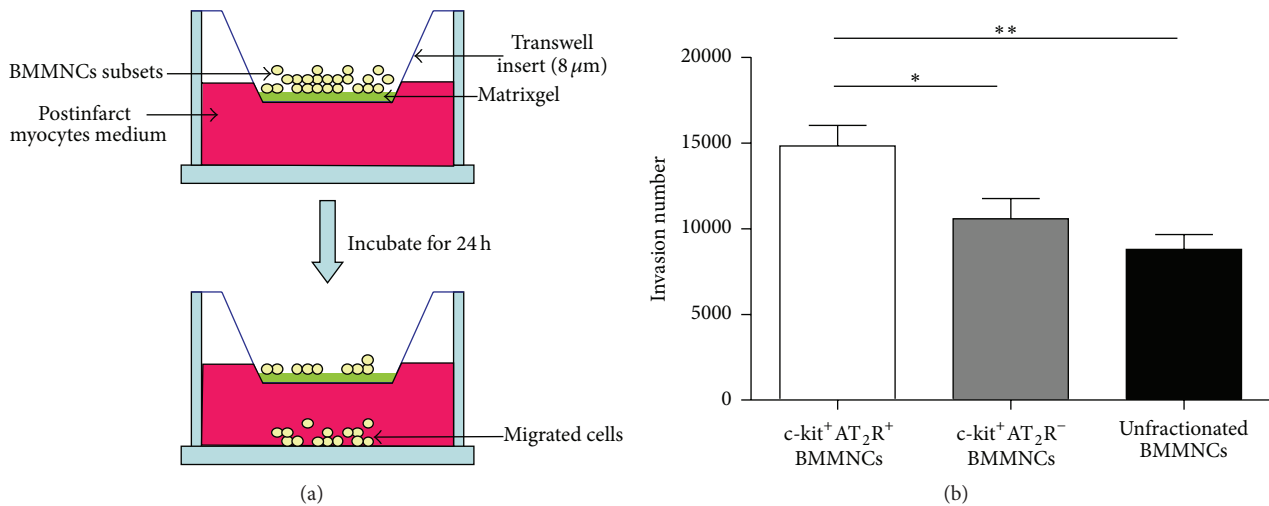 BMMNCs subsets
Postinfarct
myocytes medium
Transwell
insert (8 μm)
Matrixgel
Incubate for 24 h
Migrated cells
(a)
Invasion number
20000
15000
10000
5000
0
**
*
c-kit⁺AT₂R⁺
BMMNCs
c-kit⁺AT₂R⁻
BMMNCs
Unfractionated
BMMNCs
(b)